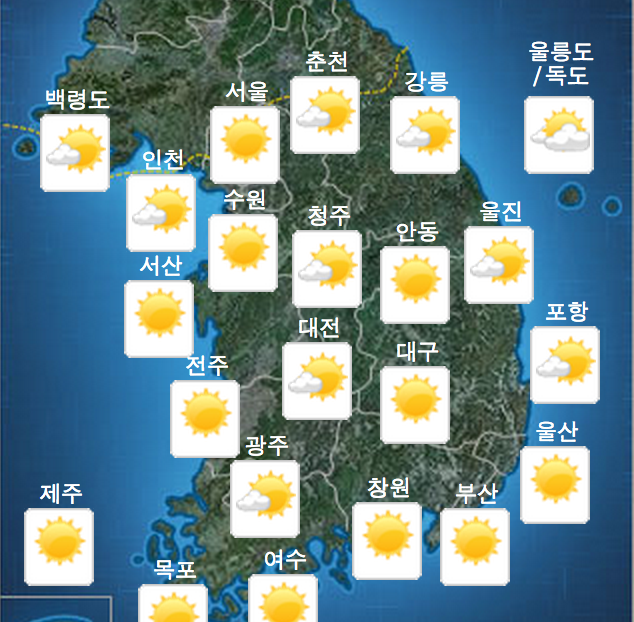 춘천
울릉도
/독도
강릉
서울
백령도
인천
수원
청주
울진
안동
서산
포항
대전
대구
전주
울산
광주
제주
창원
부산
여수
목포